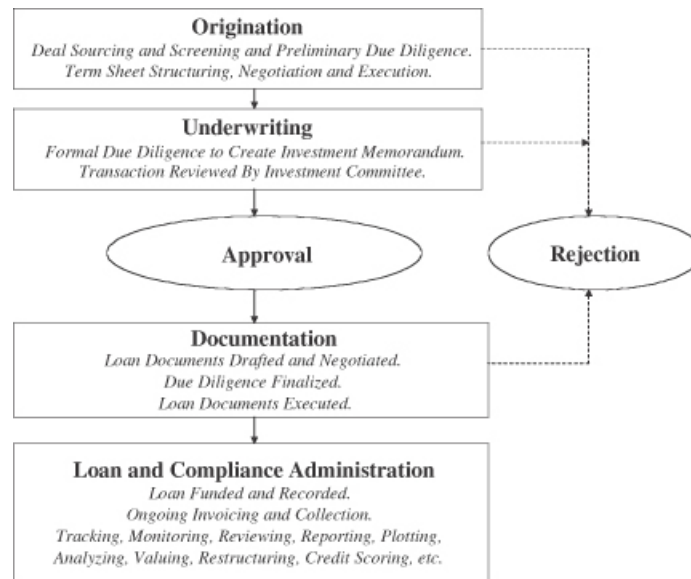 Origination
Deal Sourcing and Screening and Preliminary Due Diligence.
Term Sheet Structuring, Negotiation and Execution.
Underwriting
Formal Due Diligence to Create Investment Memorandum.
Transaction Reviewed By Investment Committee.
Approval
Rejection
Documentation
Loan Documents Drafted and Negotiated.
Due Diligence Finalized.
Loan Documents Executed.
Loan and Compliance Administration
Loan Funded and Recorded.
Ongoing Invoicing and Collection.
Tracking, Monitoring, Reviewing, Reporting, Plotting,
Analyzing, Valuing, Restructuring, Credit Scoring, etc.